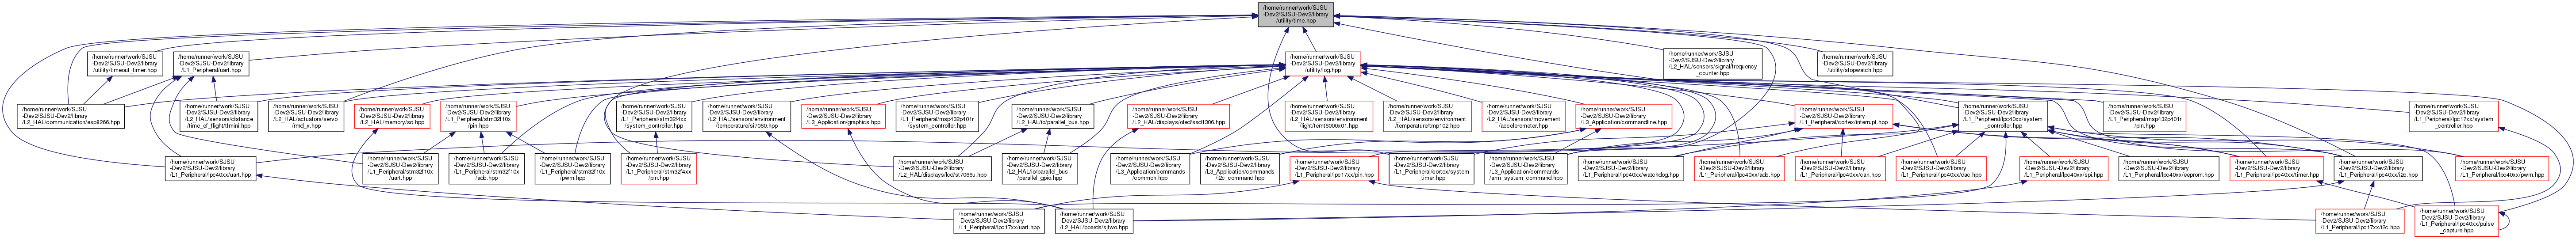 /home/runner/work/SJSU
-Dev2/SJSU-Dev2/library
/utility/time.hpp
/home/runner/work/SJSU
-Dev2/SJSU-Dev2/library
/utility/timeout_timer.hpp
/home/runner/work/SJSU
-Dev2/SJSU-Dev2/library
/L1_Peripheral/uart.hpp
/home/runner/work/SJSU
-Dev2/SJSU-Dev2/library
/utility/log.hpp
/home/runner/work/SJSU
-Dev2/SJSU-Dev2/library
/L2_HAL/sensors/signal/frequency
_counter.hpp
/home/runner/work/SJSU
-Dev2/SJSU-Dev2/library
/utility/stopwatch.hpp
/home/runner/work/SJSU
-Dev2/SJSU-Dev2/library
/L2_HAL/communication/esp8266.hpp
/home/runner/work/SJSU
-Dev2/SJSU-Dev2/library
/L2_HAL/sensors/distance
/time_of_flight/tfmini.hpp
/home/runner/work/SJSU
-Dev2/SJSU-Dev2/library
/L2_HAL/actuators/servo
/rmd_x.hpp
/home/runner/work/SJSU
-Dev2/SJSU-Dev2/library
/L2_HAL/memory/sd.hpp
/home/runner/work/SJSU
-Dev2/SJSU-Dev2/library
/L1_Peripheral/stm32f10x
/pin.hpp
/home/runner/work/SJSU
-Dev2/SJSU-Dev2/library
/L1_Peripheral/stm32f4xx
/system_controller.hpp
/home/runner/work/SJSU
-Dev2/SJSU-Dev2/library
/L2_HAL/sensors/environment
/temperature/si7060.hpp
/home/runner/work/SJSU
-Dev2/SJSU-Dev2/library
/L3_Application/graphics.hpp
/home/runner/work/SJSU
-Dev2/SJSU-Dev2/library
/L1_Peripheral/msp432p401r
/system_controller.hpp
/home/runner/work/SJSU
-Dev2/SJSU-Dev2/library
/L2_HAL/io/parallel_bus.hpp
/home/runner/work/SJSU
-Dev2/SJSU-Dev2/library
/L2_HAL/displays/oled/ssd1306.hpp
/home/runner/work/SJSU
-Dev2/SJSU-Dev2/library
/L2_HAL/sensors/environment
/light/temt6000x01.hpp
/home/runner/work/SJSU
-Dev2/SJSU-Dev2/library
/L2_HAL/sensors/environment
/temperature/tmp102.hpp
/home/runner/work/SJSU
-Dev2/SJSU-Dev2/library
/L2_HAL/sensors/movement
/accelerometer.hpp
/home/runner/work/SJSU
-Dev2/SJSU-Dev2/library
/L3_Application/commandline.hpp
/home/runner/work/SJSU
-Dev2/SJSU-Dev2/library
/L1_Peripheral/cortex/interrupt.hpp
/home/runner/work/SJSU
-Dev2/SJSU-Dev2/library
/L1_Peripheral/lpc40xx/system
_controller.hpp
/home/runner/work/SJSU
-Dev2/SJSU-Dev2/library
/L1_Peripheral/msp432p401r
/pin.hpp
/home/runner/work/SJSU
-Dev2/SJSU-Dev2/library
/L1_Peripheral/lpc17xx/system
_controller.hpp
/home/runner/work/SJSU
-Dev2/SJSU-Dev2/library
/L1_Peripheral/lpc40xx/uart.hpp
/home/runner/work/SJSU
-Dev2/SJSU-Dev2/library
/L1_Peripheral/stm32f10x
/uart.hpp
/home/runner/work/SJSU
-Dev2/SJSU-Dev2/library
/L1_Peripheral/stm32f10x
/adc.hpp
/home/runner/work/SJSU
-Dev2/SJSU-Dev2/library
/L1_Peripheral/stm32f10x
/pwm.hpp
/home/runner/work/SJSU
-Dev2/SJSU-Dev2/library
/L1_Peripheral/stm32f4xx
/pin.hpp
/home/runner/work/SJSU
-Dev2/SJSU-Dev2/library
/L2_HAL/displays/lcd/st7066u.hpp
/home/runner/work/SJSU
-Dev2/SJSU-Dev2/library
/L2_HAL/io/parallel_bus
/parallel_gpio.hpp
/home/runner/work/SJSU
-Dev2/SJSU-Dev2/library
/L3_Application/commands
/common.hpp
/home/runner/work/SJSU
-Dev2/SJSU-Dev2/library
/L3_Application/commands
/i2c_command.hpp
/home/runner/work/SJSU
-Dev2/SJSU-Dev2/library
/L1_Peripheral/lpc17xx/pin.hpp
/home/runner/work/SJSU
-Dev2/SJSU-Dev2/library
/L1_Peripheral/cortex/system
_timer.hpp
/home/runner/work/SJSU
-Dev2/SJSU-Dev2/library
/L3_Application/commands
/arm_system_command.hpp
/home/runner/work/SJSU
-Dev2/SJSU-Dev2/library
/L1_Peripheral/lpc40xx/watchdog.hpp
/home/runner/work/SJSU
-Dev2/SJSU-Dev2/library
/L1_Peripheral/lpc40xx/adc.hpp
/home/runner/work/SJSU
-Dev2/SJSU-Dev2/library
/L1_Peripheral/lpc40xx/can.hpp
/home/runner/work/SJSU
-Dev2/SJSU-Dev2/library
/L1_Peripheral/lpc40xx/dac.hpp
/home/runner/work/SJSU
-Dev2/SJSU-Dev2/library
/L1_Peripheral/lpc40xx/spi.hpp
/home/runner/work/SJSU
-Dev2/SJSU-Dev2/library
/L1_Peripheral/lpc40xx/eeprom.hpp
/home/runner/work/SJSU
-Dev2/SJSU-Dev2/library
/L1_Peripheral/lpc40xx/timer.hpp
/home/runner/work/SJSU
-Dev2/SJSU-Dev2/library
/L1_Peripheral/lpc40xx/i2c.hpp
/home/runner/work/SJSU
-Dev2/SJSU-Dev2/library
/L1_Peripheral/lpc40xx/pwm.hpp
/home/runner/work/SJSU
-Dev2/SJSU-Dev2/library
/L1_Peripheral/lpc17xx/uart.hpp
/home/runner/work/SJSU
-Dev2/SJSU-Dev2/library
/L2_HAL/boards/sjtwo.hpp
/home/runner/work/SJSU
-Dev2/SJSU-Dev2/library
/L1_Peripheral/lpc17xx/i2c.hpp
/home/runner/work/SJSU
-Dev2/SJSU-Dev2/library
/L1_Peripheral/lpc40xx/pulse
_capture.hpp